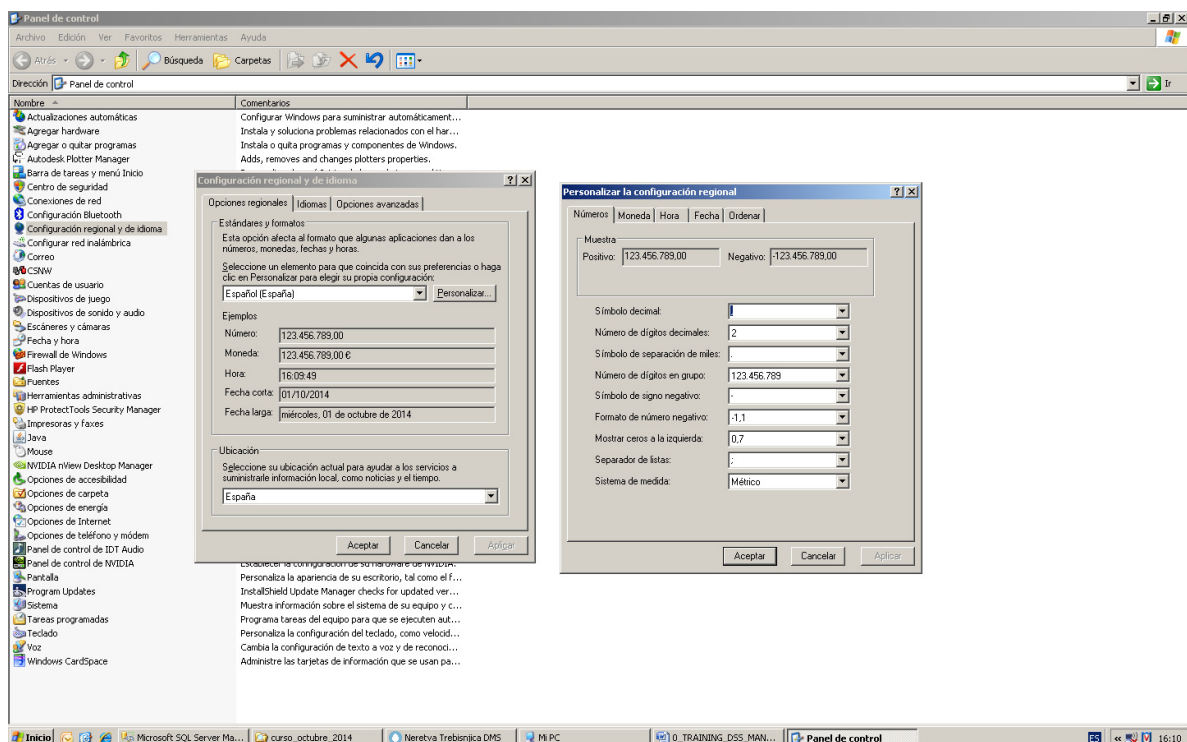 Panel de control
Archivo Edición Ver Favoritos Herramientas Ayuda
Atrás Búsqueda Carpetas
Dirección Panel de control Ir
Nombre Comentarios
Actualizaciones automáticas Configurar Windows para suministrar automáticament...
Agregar hardware Instala y soluciona problemas relacionados con el har...
Agregar o quitar programas Instala o quita programas y componentes de Windows.
Autodesk Plotter Manager Adds, removes and changes plotters properties.
Barra de tareas y menú Inicio
Centro de seguridad
Conexiones de red
Configuración Bluetooth
Configuración regional y de idioma
Configurar red inalámbrica
Correo
CSNW
Cuentas de usuario
Dispositivos de juego
Dispositivos de sonido y audio
Escáneres y cámaras
Fecha y hora
Firewall de Windows
Flash Player
Fuentes
Herramientas administrativas
HP ProtectTools Security Manager
Impresoras y faxes
Java
Mouse
NVIDIA nView Desktop Manager
Opciones de accesibilidad
Opciones de carpeta
Opciones de energía
Opciones de Internet
Opciones de teléfono y módem
Panel de control de IDT Audio
Panel de control de NVIDIA Establecer la configuración de su hardware de NVIDIA.
Pantalla Personaliza la apariencia de su escritorio, tal como el f...
Program Updates InstallShield Update Manager checks for updated ver...
Sistema Muestra información sobre el sistema de su equipo y c...
Tareas programadas Programa tareas del equipo para que se ejecuten aut...
Teclado Personaliza la configuración del teclado, como velocid...
Voz Cambia la configuración de texto a voz y de reconoci...
Windows CardSpace Administre las tarjetas de información que se usan pa...
Configuración regional y de idioma
Opciones regionales Idiomas Opciones avanzadas
Estándares y formatos
Esta opción afecta al formato que algunas aplicaciones dan a los
números, monedas, fechas y horas.
Seleccione un elemento para que coincida con sus preferencias o haga
clic en Personalizar para elegir su propia configuración:
Español (España) Personalizar...
Ejemplos
Número: 123.456.789,00
Moneda: 123.456.789,00 €
Hora: 16:09:49
Fecha corta: 01/10/2014
Fecha larga: miércoles, 01 de octubre de 2014
Ubicación
Seleccione su ubicación actual para ayudar a los servicios a
suministrarle información local, como noticias y el tiempo.
España
Aceptar Cancelar Aplicar
Personalizar la configuración regional
Números Moneda Hora Fecha Ordenar
Muestra
Positivo: 123.456.789,00 Negativo: -123.456.789,00
Símbolo decimal: ,
Número de dígitos decimales: 2
Símbolo de separación de miles: .
Número de dígitos en grupo: 123.456.789
Símbolo de signo negativo: -
Formato de número negativo: -1,1
Mostrar ceros a la izquierda: 0,7
Separador de listas: ;
Sistema de medida: Métrico
Aceptar Cancelar Aplicar
Inicio Microsoft SQL Server Ma... curso_octubre_2014 Neretva Trebisnjica DMS Mi PC 0_TRAINING_DSS_MAN... Panel de control ES « 16:10